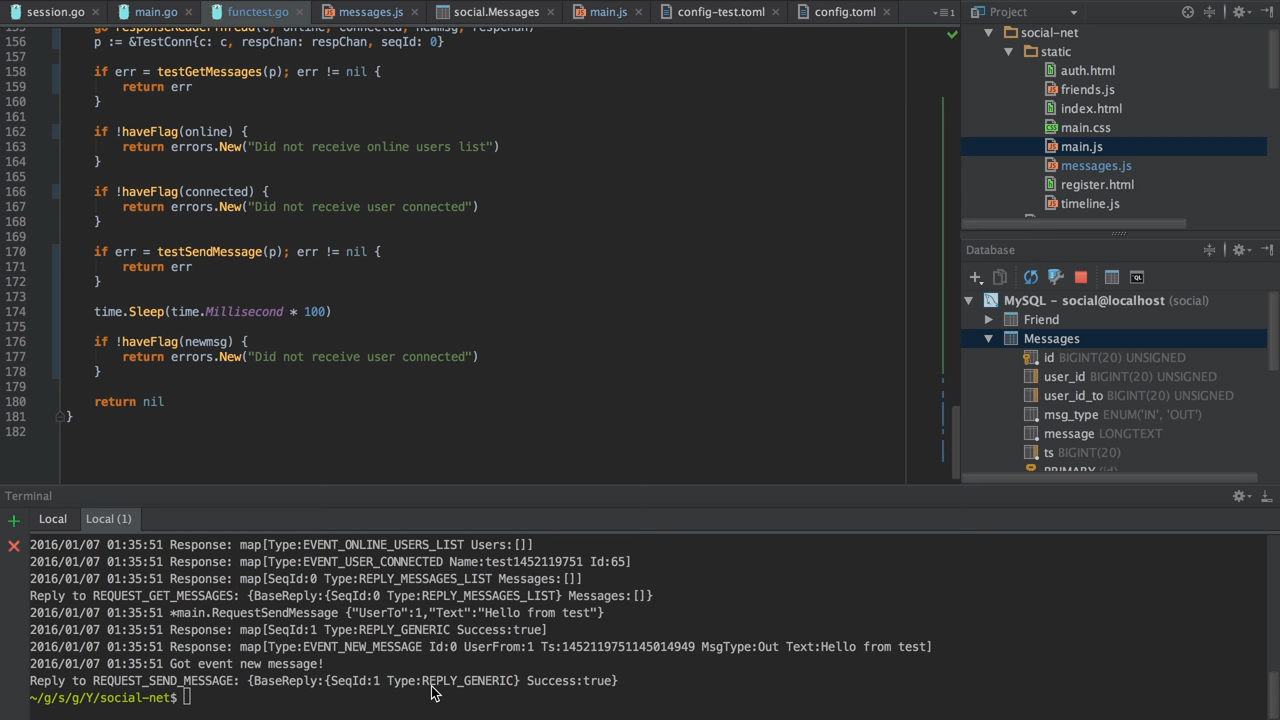 session.go main.go functest.go messages.js social.Messages main.js config-test.toml config.toml
156 p := &TestConn{c: c, respChan: respChan, seqId: 0}
157
158 if err = testGetMessages(p); err != nil {
159 return err
160 }
161
162 if !haveFlag(online) {
163 return errors.New("Did not receive online users list")
164 }
165
166 if !haveFlag(connected) {
167 return errors.New("Did not receive user connected")
168 }
169
170 if err = testSendMessage(p); err != nil {
171 return err
172 }
173
174 time.Sleep(time.Millisecond * 100)
175
176 if !haveFlag(newmsg) {
177 return errors.New("Did not receive user connected")
178 }
179
180 return nil
181 }
182
Project
social-net
static
auth.html
friends.js
index.html
main.css
main.js
messages.js
register.html
timeline.js
Database
MySQL - social@localhost (social)
Friend
Messages
id BIGINT(20) UNSIGNED
user_id BIGINT(20) UNSIGNED
user_id_to BIGINT(20) UNSIGNED
msg_type ENUM('IN', 'OUT')
message LONGTEXT
ts BIGINT(20)
PRIMARY (id)
Terminal
Local Local (1)
2016/01/07 01:35:51 Response: map[Type:EVENT_ONLINE_USERS_LIST Users:[]]
2016/01/07 01:35:51 Response: map[Type:EVENT_USER_CONNECTED Name:test1452119751 Id:65]
2016/01/07 01:35:51 Response: map[SeqId:0 Type:REPLY_MESSAGES_LIST Messages:[]]
Reply to REQUEST_GET_MESSAGES: {BaseReply:{SeqId:0 Type:REPLY_MESSAGES_LIST} Messages:[]}
2016/01/07 01:35:51 *main.RequestSendMessage {"UserTo":1,"Text":"Hello from test"}
2016/01/07 01:35:51 Response: map[SeqId:1 Type:REPLY_GENERIC Success:true]
2016/01/07 01:35:51 Response: map[Type:EVENT_NEW_MESSAGE Id:0 UserFrom:1 Ts:1452119751145014949 MsgType:Out Text:Hello from test]
2016/01/07 01:35:51 Got event new message!
Reply to REQUEST_SEND_MESSAGE: {BaseReply:{SeqId:1 Type:REPLY_GENERIC} Success:true}
~/g/s/g/Y/social-net$